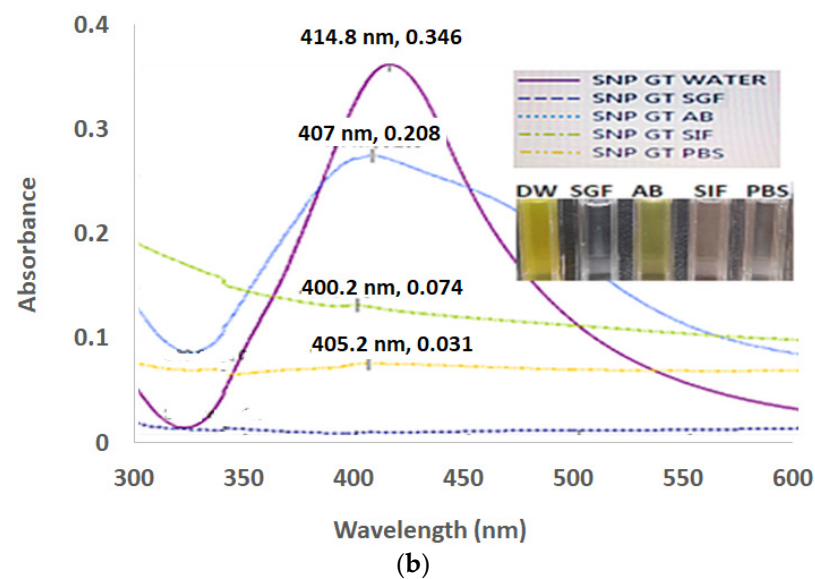 0.4
414.8 nm, 0.346
SNP GT WATER
SNP GT SGF
SNP GT AB
SNP GT SIF
SNP GT PBS
0.3
407 nm, 0.208
DW SGF AB SIF PBS
Absorbance
0.2
400.2 nm, 0.074
0.1
405.2 nm, 0.031
0
300 350 400 450 500 550 600
Wavelength (nm)
(b)